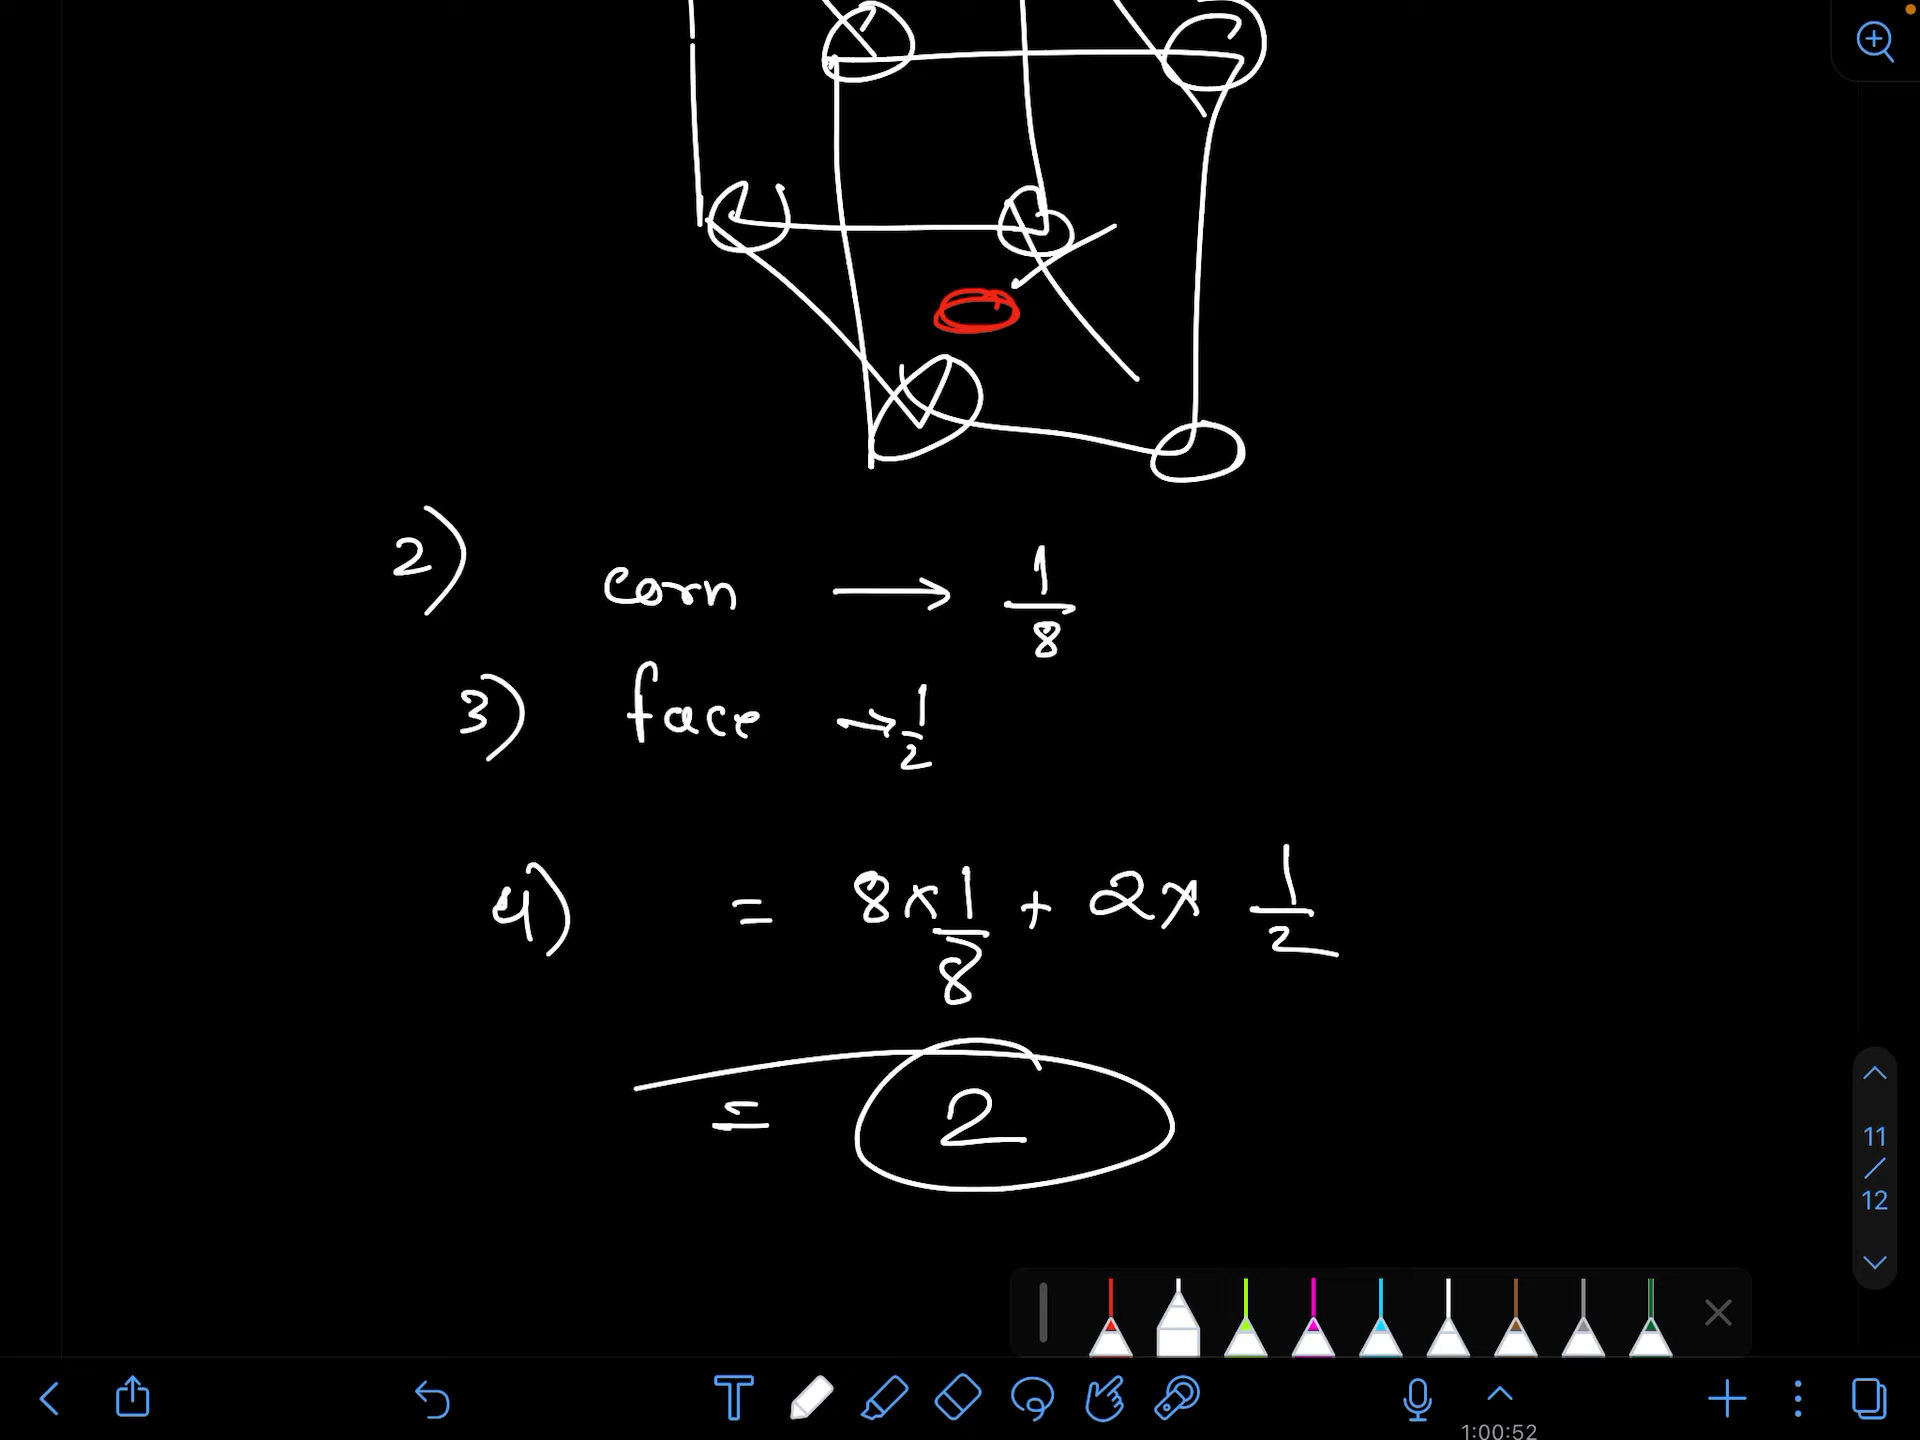 2) corn → 1/8
3) face → 1/2
4) = 8 x 1/8 + 2 x 1/2
= 2
11
/
12
T
1:00:52